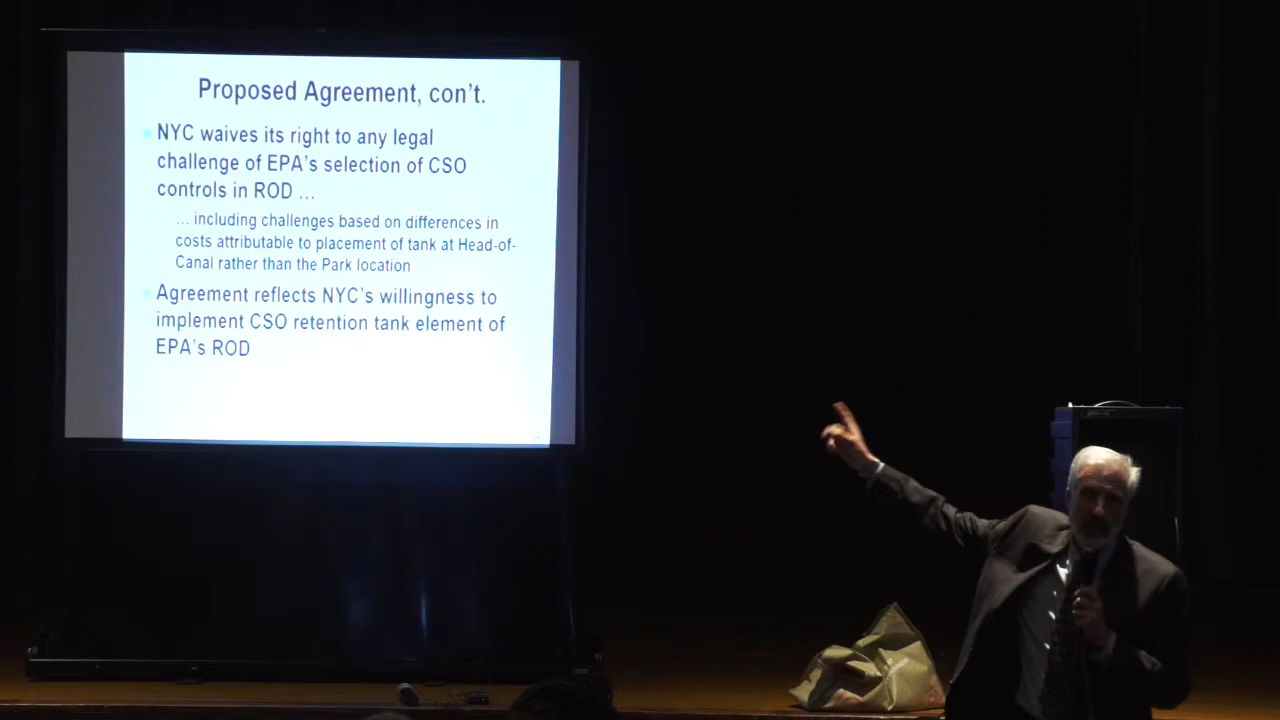 Proposed Agreement, con't.
NYC waives its right to any legal
challenge of EPA's selection of CSO
controls in ROD ...
... including challenges based on differences in
costs attributable to placement of tank at Head-of-
Canal rather than the Park location
Agreement reflects NYC's willingness to
implement CSO retention tank element of
EPA's ROD